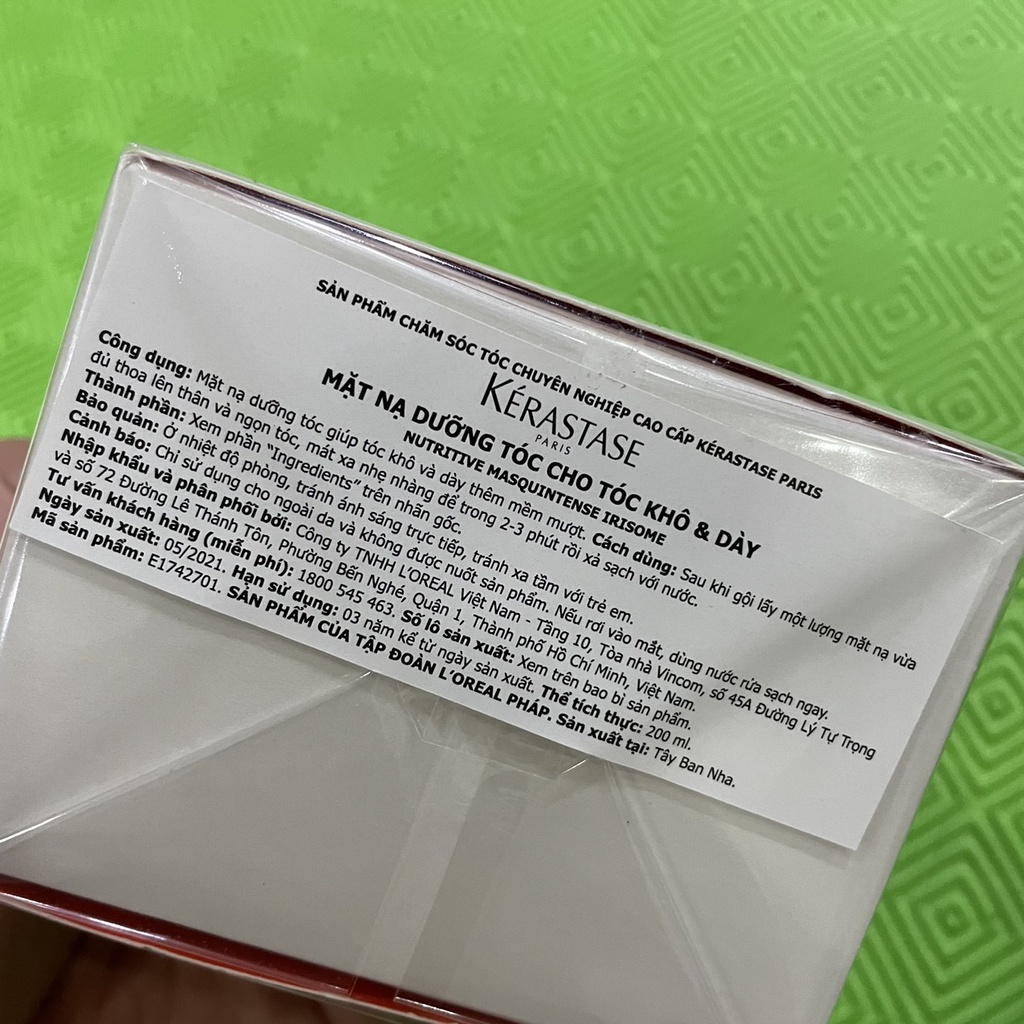 SẢN PHẨM CHĂM SÓC TÓC CHUYÊN NGHIỆP CAO CẤP KÉRASTASE PARIS
KÉRASTASE
PARIS
MẶT NẠ DƯỠNG TÓC CHO TÓC KHÔ & DÀY
NUTRITIVE MASQUINTENSE IRISOME
Công dụng: Mặt nạ dưỡng tóc giúp tóc khô và dày thêm mềm mượt. Cách dùng: Sau khi gội lấy một lượng mặt nạ vừa
đủ thoa lên thân và ngọn tóc, mát xa nhẹ nhàng để trong 2-3 phút rồi xả sạch với nước.
Thành phần: Xem phần "Ingredients" trên nhãn gốc.
Bảo quản: Ở nhiệt độ phòng, tránh ánh sáng trực tiếp, tránh xa tầm với trẻ em.
Cảnh báo: Chỉ sử dụng cho ngoài da và không được nuốt sản phẩm. Nếu rơi vào mắt, dùng nước rửa sạch ngay.
Nhập khẩu và phân phối bởi: Công ty TNHH L'OREAL Việt Nam - Tầng 10, Tòa nhà Vincom, số 45A Đường Lý Tự Trọng
và số 72 Đường Lê Thánh Tôn, Phường Bến Nghé, Quận 1, Thành phố Hồ Chí Minh, Việt Nam.
Tư vấn khách hàng (miễn phí): 1800 545 463. Số lô sản xuất: Xem trên bao bì sản phẩm.
Ngày sản xuất: 05/2021. Hạn sử dụng: 03 năm kể từ ngày sản xuất. Thể tích thực: 200 ml.
Mã sản phẩm: E1742701. SẢN PHẨM CỦA TẬP ĐOÀN L'OREAL PHÁP. Sản xuất tại: Tây Ban Nha.